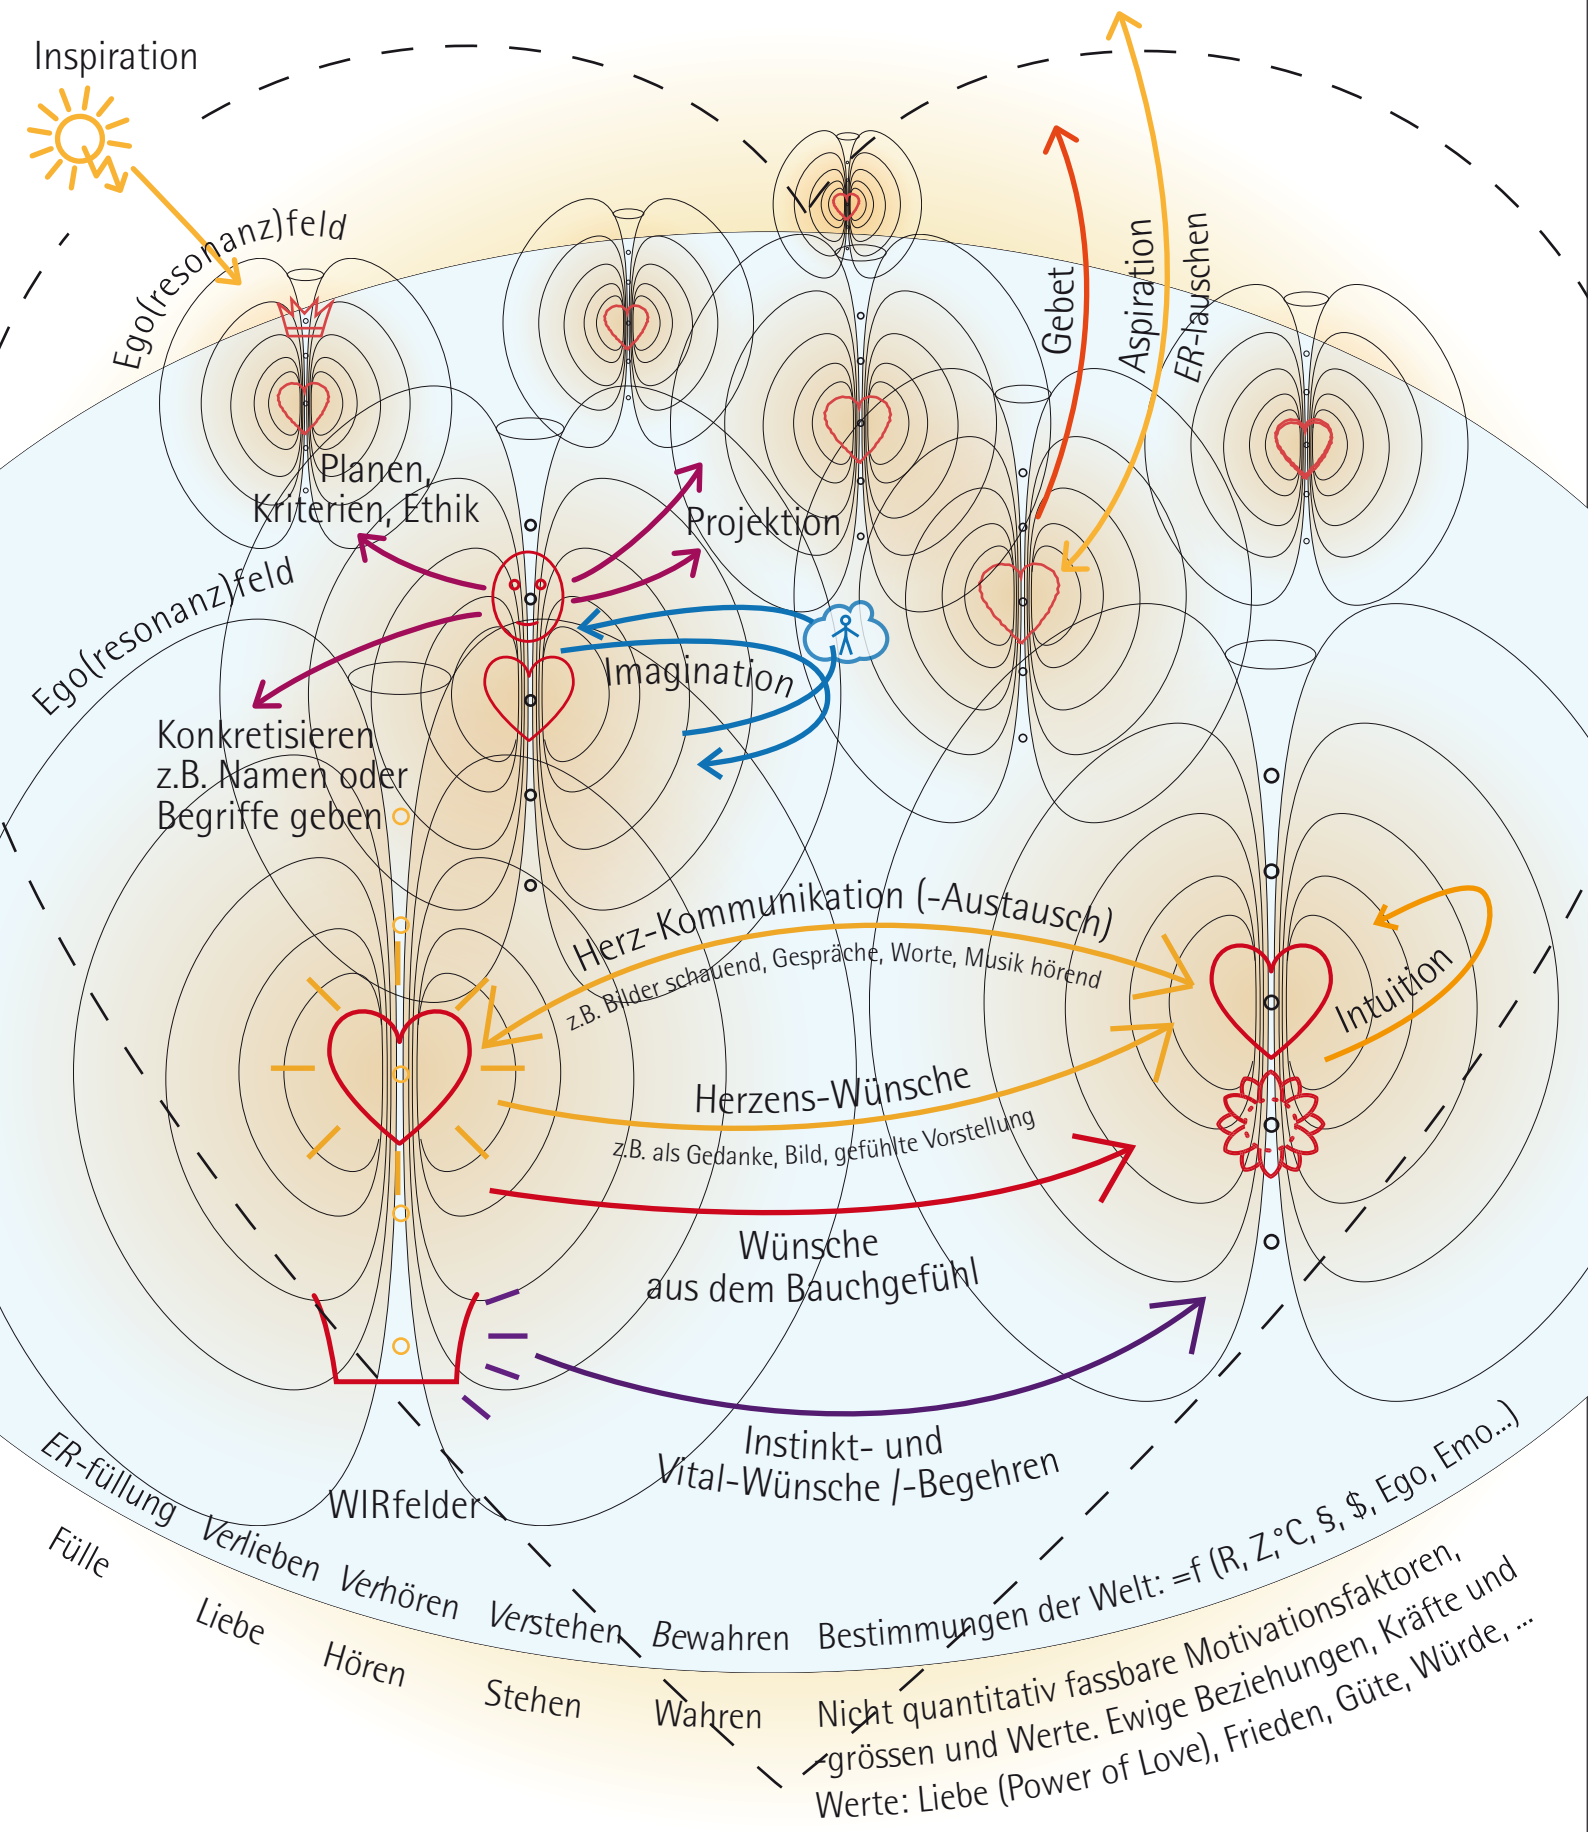 Inspiration
Ego(resonanz)feld
Gebet
Aspiration
ER-lauschen
Planen,
Kriterien, Ethik
Projektion
Ego(resonanz)feld
Imagination
Konkretisieren
z.B. Namen oder
Begriffe geben
Herz-Kommunikation (-Austausch)
z.B. Bilder schauend, Gespräche, Worte, Musik hörend
Intuition
Herzens-Wünsche
z.B. als Gedanke, Bild, gefühlte Vorstellung
Wünsche
aus dem Bauchgefühl
Instinkt- und
Vital-Wünsche /-Begehren
WIRfelder
ER-füllung
Verlieben
Verhören
Verstehen
Bewahren
Bestimmungen der Welt: =f (R, Z,°C, §, $, Ego, Emo...)
Fülle
Liebe
Hören
Stehen
Wahren
Nicht quantitativ fassbare Motivationsfaktoren,
-grössen und Werte. Ewige Beziehungen, Kräfte und
Werte: Liebe (Power of Love), Frieden, Güte, Würde, ...